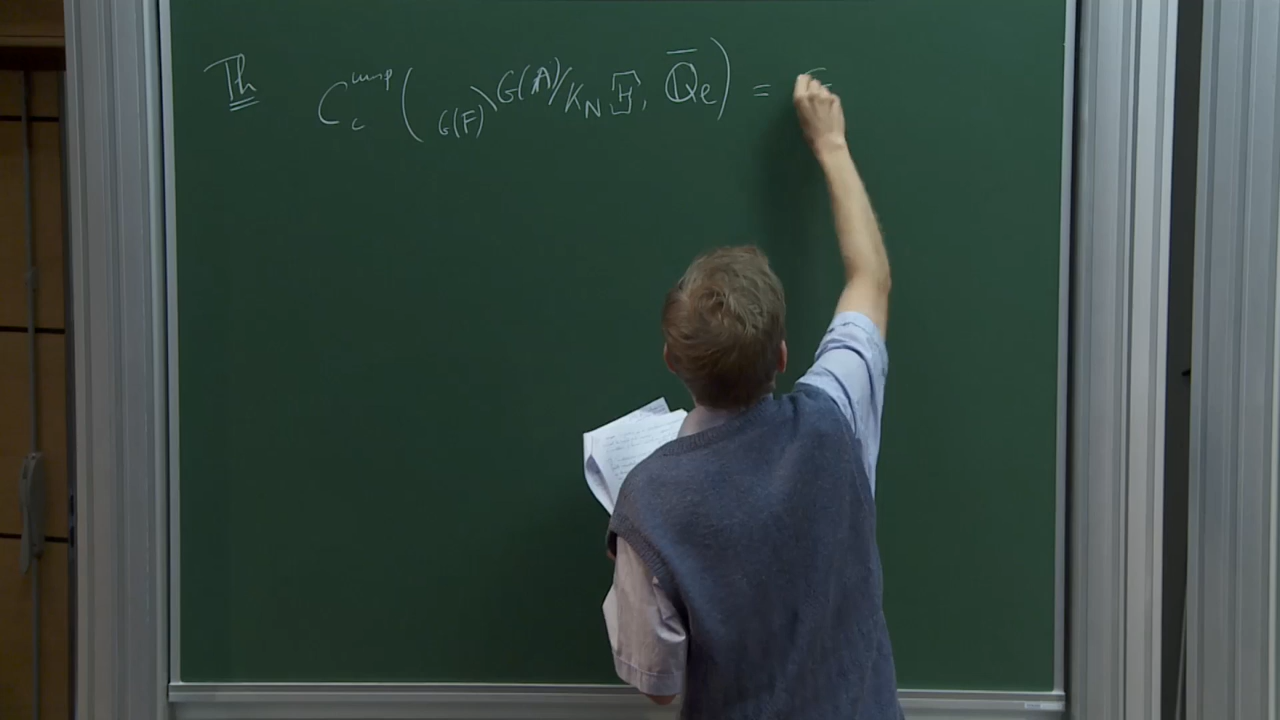 Th C_c^{cusp}( G(F)\G(A)/K_N Ξ, Q̄_ℓ ) =